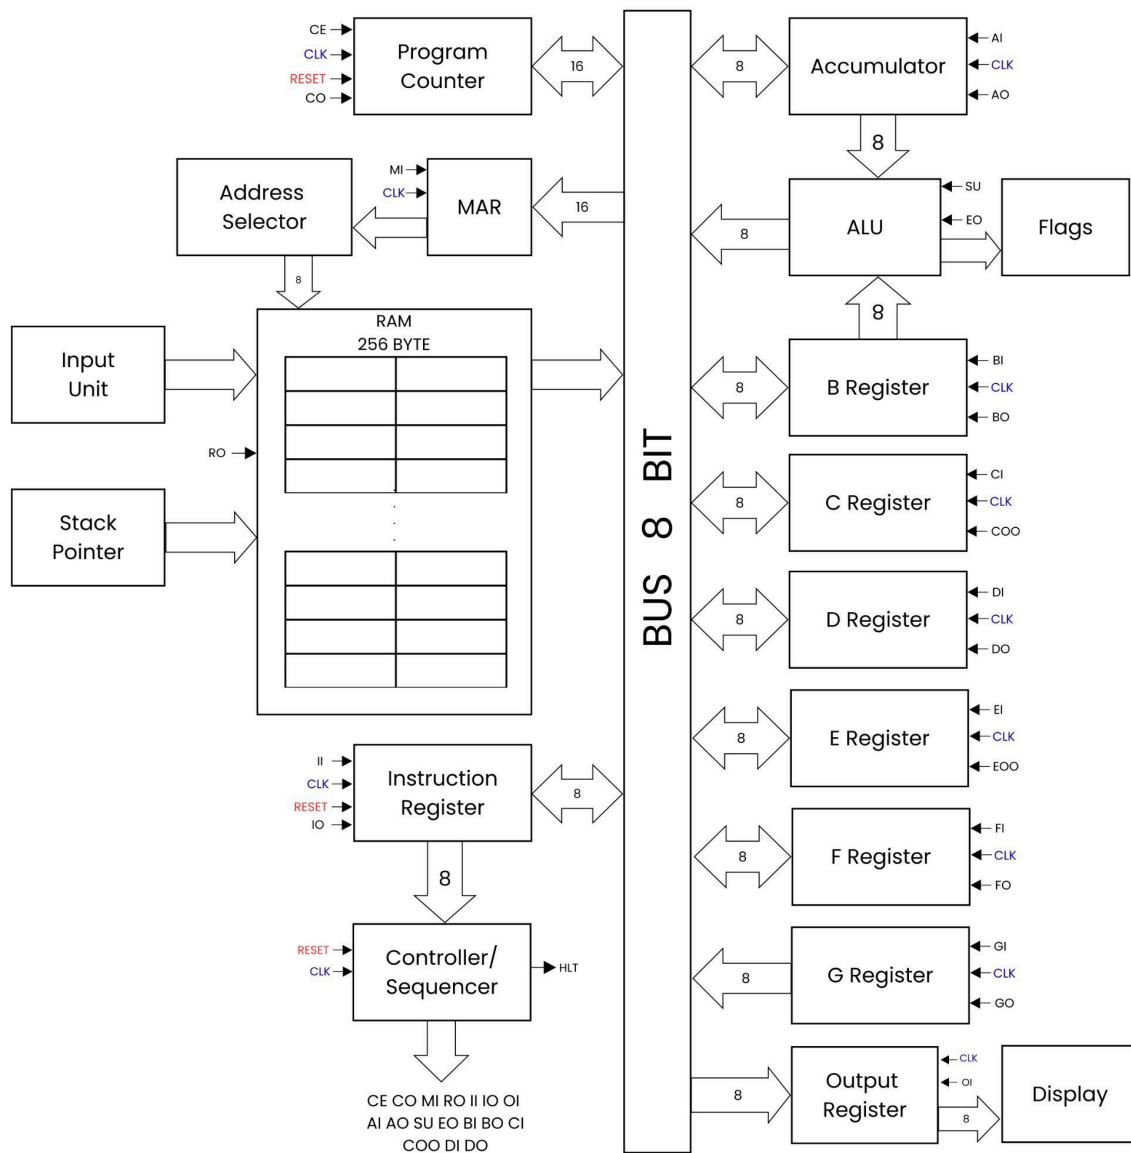 CE
CLK
RESET
CO
Program
Counter
16
8
Accumulator
AI
CLK
AO
8
Address
Selector
MI
CLK
MAR
16
8
ALU
SU
EO
Flags
8
8
RAM
256 BYTE
Input
Unit
RO
Stack
Pointer
BUS 8 BIT
8
B Register
BI
CLK
BO
8
C Register
CI
CLK
COO
8
D Register
DI
CLK
DO
8
E Register
EI
CLK
EOO
II
CLK
RESET
IO
Instruction
Register
8
8
8
F Register
FI
CLK
FO
RESET
CLK
Controller/
Sequencer
HLT
8
G Register
GI
CLK
GO
CE CO MI RO II IO OI
AI AO SU EO BI BO CI
COO DI DO
8
Output
Register
CLK
OI
8
Display